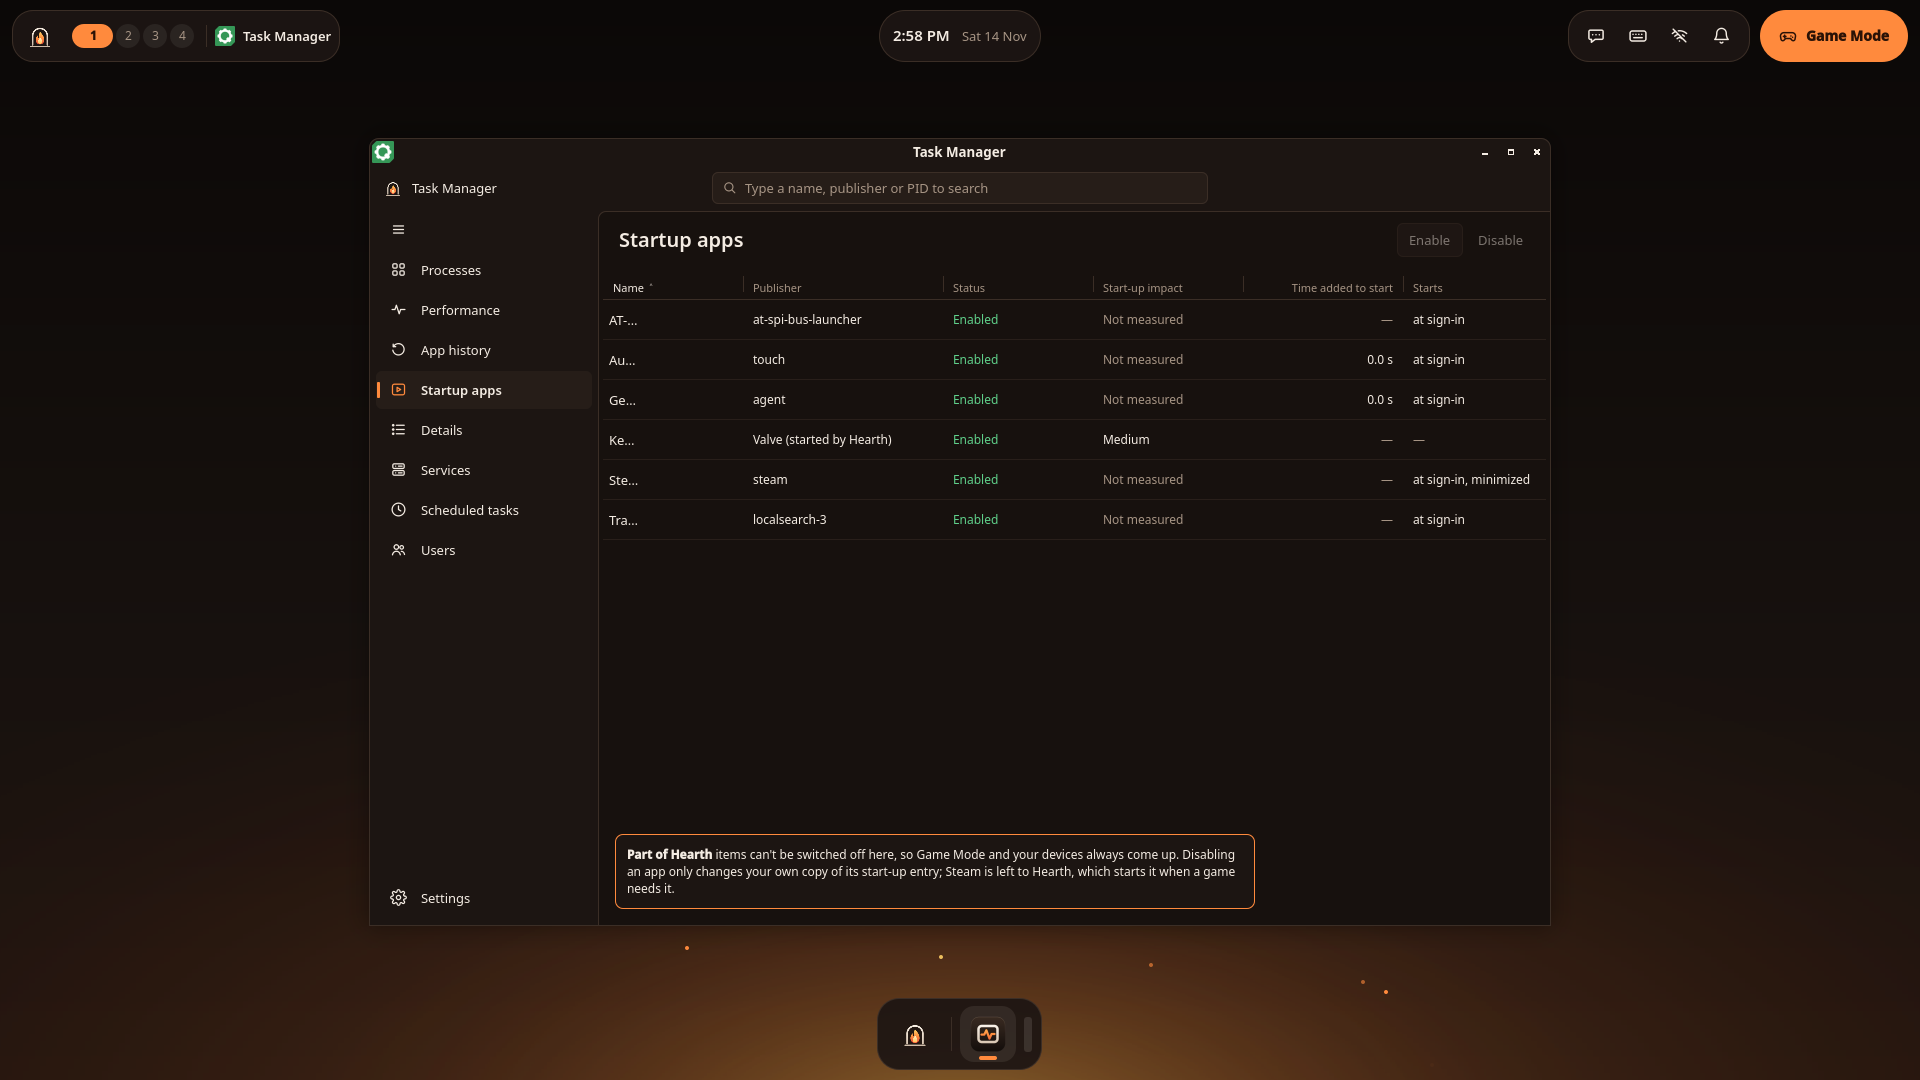 1 2 3 4 Task Manager
2:58 PM Sat 14 Nov
Game Mode
Task Manager
Task Manager
Type a name, publisher or PID to search
Processes
Performance
App history
Startup apps
Details
Services
Scheduled tasks
Users
Settings
Startup apps
Enable Disable
Name Publisher Status Start-up impact Time added to start Starts
AT-... at-spi-bus-launcher Enabled Not measured — at sign-in
Au... touch Enabled Not measured 0.0 s at sign-in
Ge... agent Enabled Not measured 0.0 s at sign-in
Ke... Valve (started by Hearth) Enabled Medium — —
Ste... steam Enabled Not measured — at sign-in, minimized
Tra... localsearch-3 Enabled Not measured — at sign-in
Part of Hearth items can't be switched off here, so Game Mode and your devices always come up. Disabling
an app only changes your own copy of its start-up entry; Steam is left to Hearth, which starts it when a game
needs it.